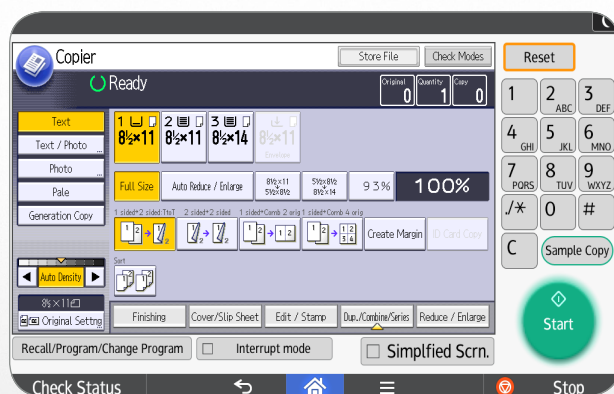 Copier
Store File
Check Modes
Ready
Original 0
Quantity 1
Copy 0
Text
Text / Photo
Photo
Pale
Generation Copy
1
8½×11
2
8½×11
3
8½×14
8½×11
Envelope
Full Size
Auto Reduce / Enlarge
8½×11
5½×8½
5½×8½
8½×14
93%
100%
1 sided→2 sided:TtoT
2 sided→2 sided
1 sided→Comb 2 orig
1 sided→Comb 4 orig
Create Margin
ID Card Copy
Sort
Auto Density
8½×11
Original Settng
Finishing
Cover/Slip Sheet
Edit / Stamp
Dup./Combine/Series
Reduce / Enlarge
Recall/Program/Change Program
Interrupt mode
Simplfied Scrn.
Check Status
Stop
Reset
1
2 ABC
3 DEF
4 GHI
5 JKL
6 MNO
7 PQRS
8 TUV
9 WXYZ
./*
0
#
C
Sample Copy
Start